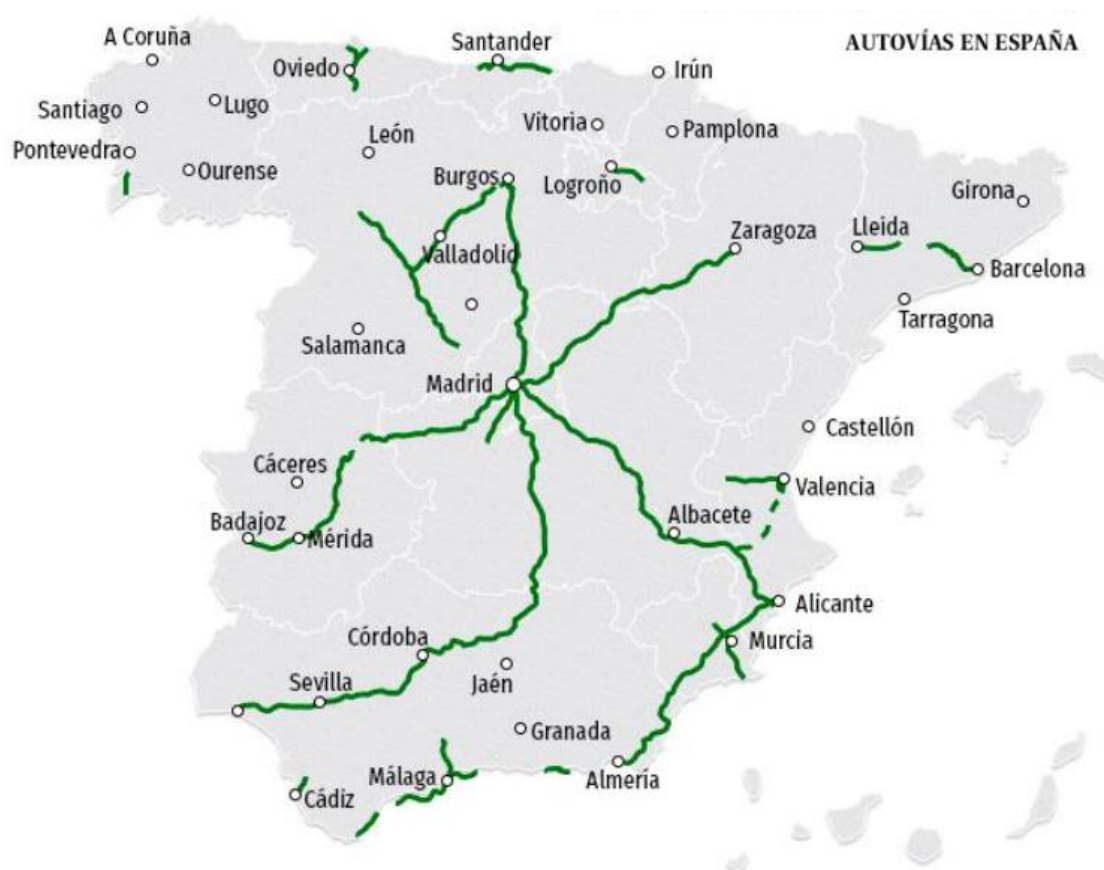 AUTOVÍAS EN ESPAÑA
A Coruña
Santander
Oviedo
Irún
Santiago
Lugo
Vitoria
Pamplona
León
Pontevedra
Ourense
Burgos
Logroño
Girona
Zaragoza
Lleida
Valladolid
Barcelona
Tarragona
Salamanca
Madrid
Castellón
Cáceres
Valencia
Badajoz
Albacete
Mérida
Alicante
Córdoba
Murcia
Sevilla
Jaén
Granada
Málaga
Almería
Cádiz